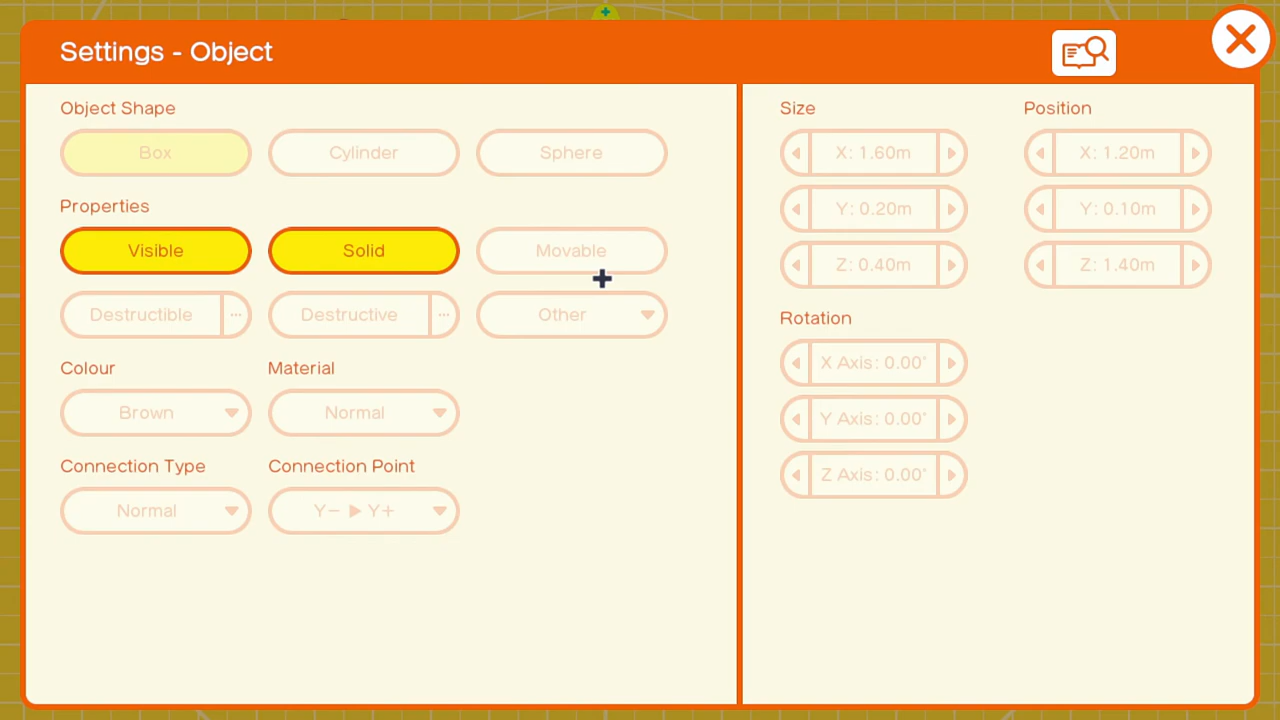 Settings - Object
Object Shape
Box Cylinder Sphere
Properties
Visible Solid Movable
Destructible ... Destructive ... Other
Colour Material
Brown Normal
Connection Type Connection Point
Normal Y− ▶ Y+
Size Position
X: 1.60m X: 1.20m
Y: 0.20m Y: 0.10m
Z: 0.40m Z: 1.40m
Rotation
X Axis: 0.00°
Y Axis: 0.00°
Z Axis: 0.00°